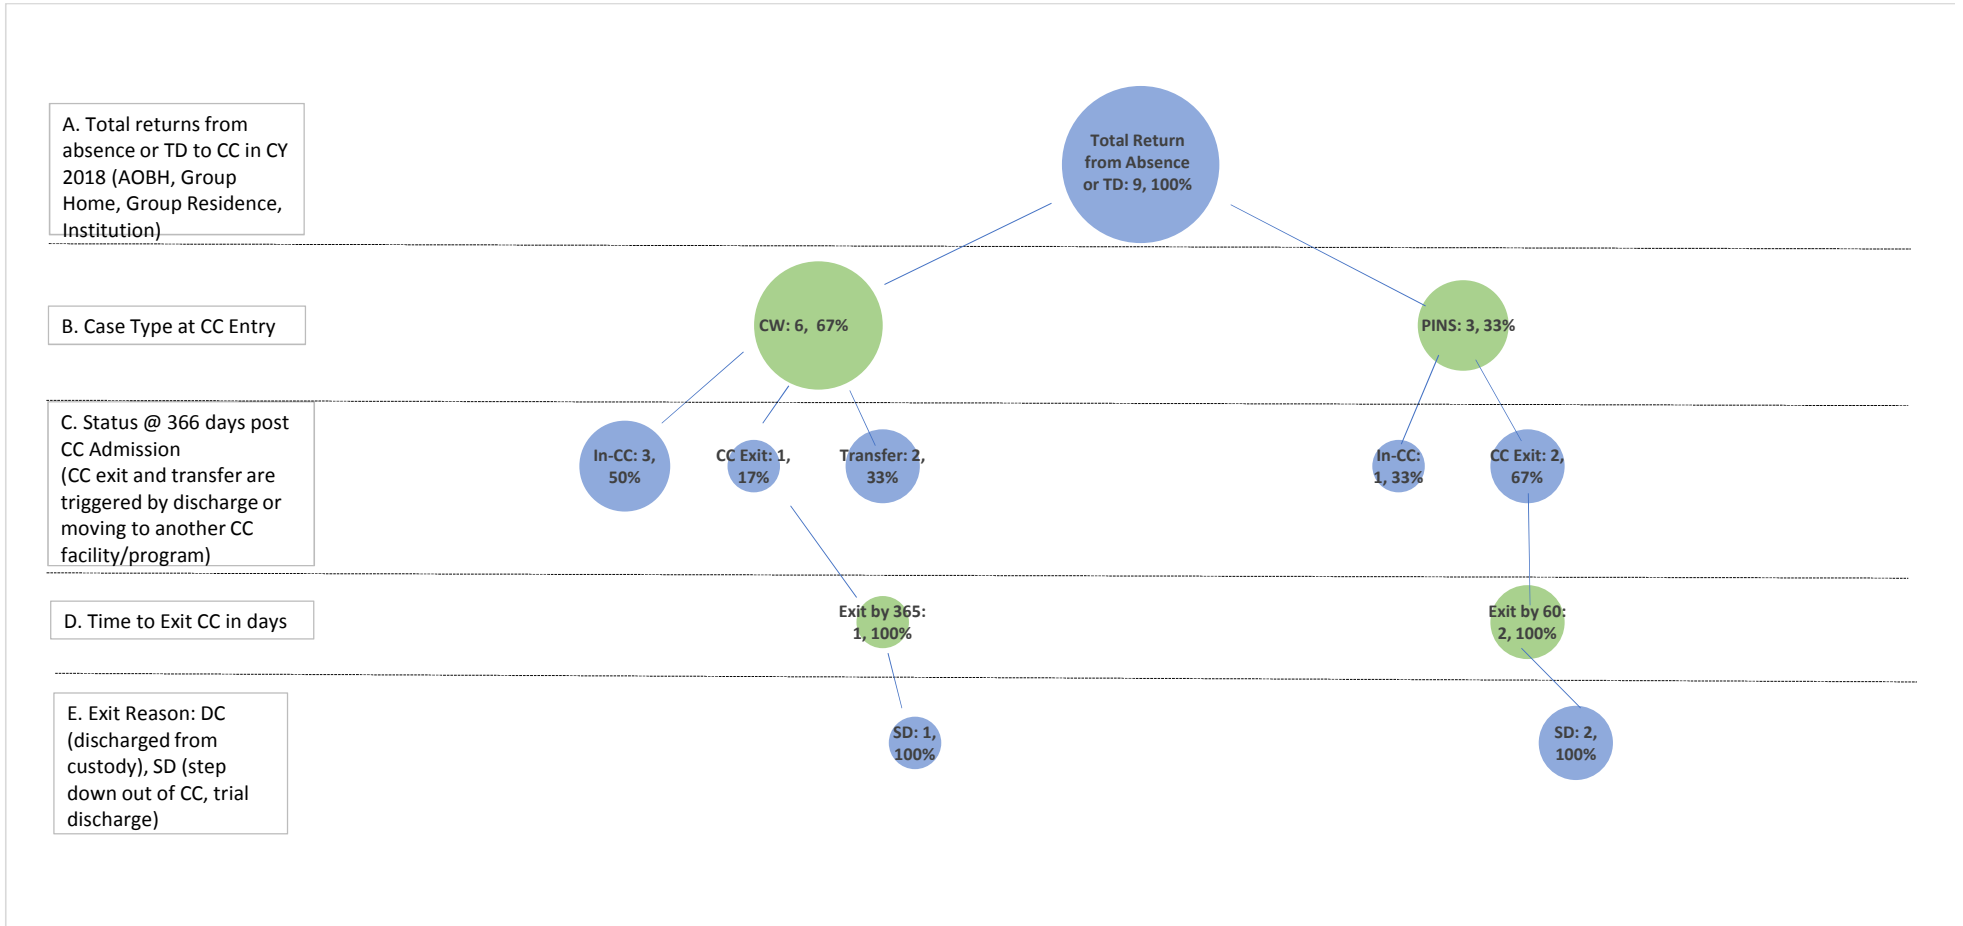 A. Total returns from
absence or TD to CC in CY
2018 (AOBH, Group
Home, Group Residence,
Institution)
Total Return
from Absence
or TD: 9, 100%
B. Case Type at CC Entry
CW: 6,  67%
PINS: 3, 33%
C. Status @ 366 days post
CC Admission
(CC exit and transfer are
triggered by discharge or
moving to another CC
facility/program)
In-CC: 3,
50%
CC Exit: 1,
17%
Transfer: 2,
33%
In-CC:
1, 33%
CC Exit: 2,
67%
D. Time to Exit CC in days
Exit by 365:
1, 100%
Exit by 60:
2, 100%
E. Exit Reason: DC
(discharged from
custody), SD (step
down out of CC, trial
discharge)
SD: 1,
100%
SD: 2,
100%